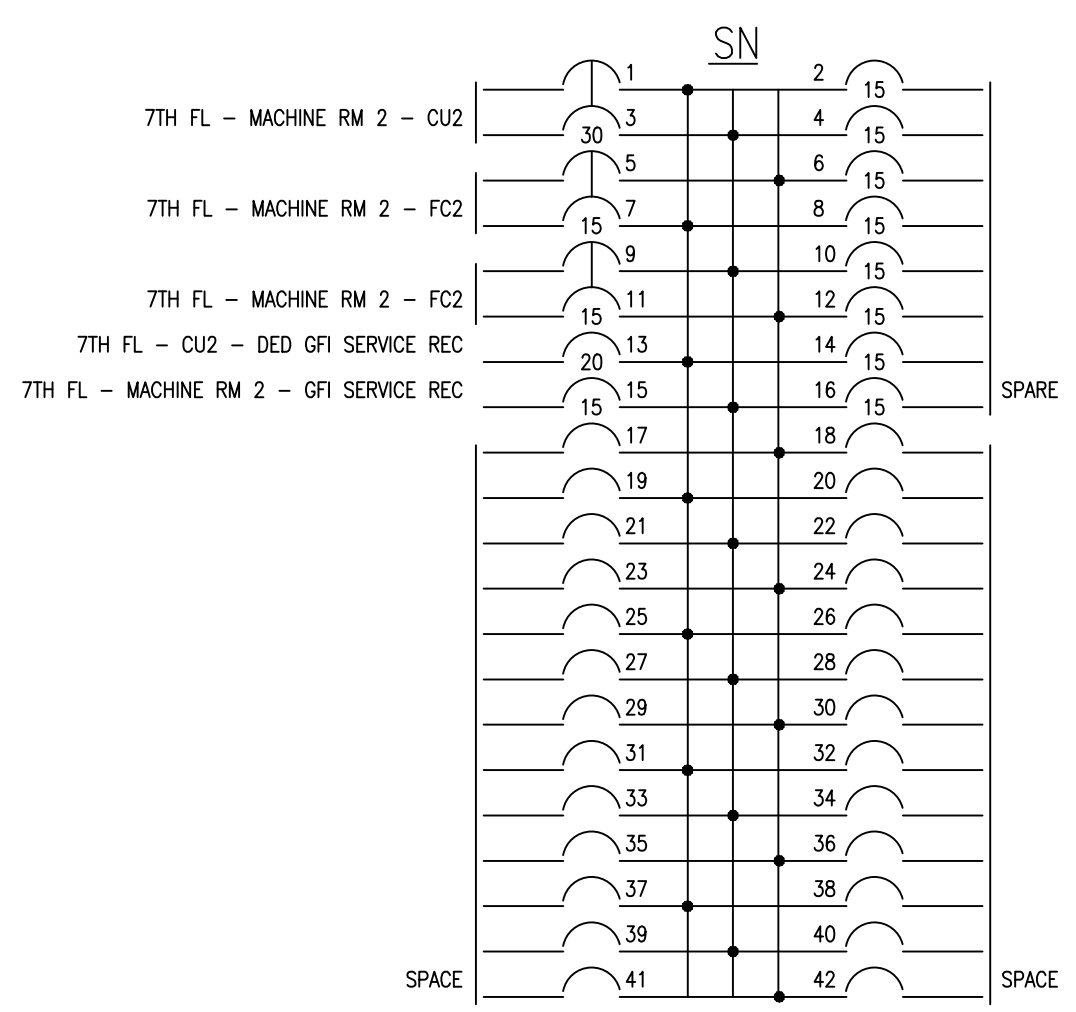 SN
1 2 15
7TH FL - MACHINE RM 2 - CU2
30 3 4 15
5 6 15
7TH FL - MACHINE RM 2 - FC2
15 7 8 15
9 10 15
7TH FL - MACHINE RM 2 - FC2
15 11 12 15
7TH FL - CU2 - DED GFI SERVICE REC
20 13 14 15
7TH FL - MACHINE RM 2 - GFI SERVICE REC
15 15 16 15 SPARE
17 18
19 20
21 22
23 24
25 26
27 28
29 30
31 32
33 34
35 36
37 38
39 40
SPACE 41 42 SPACE